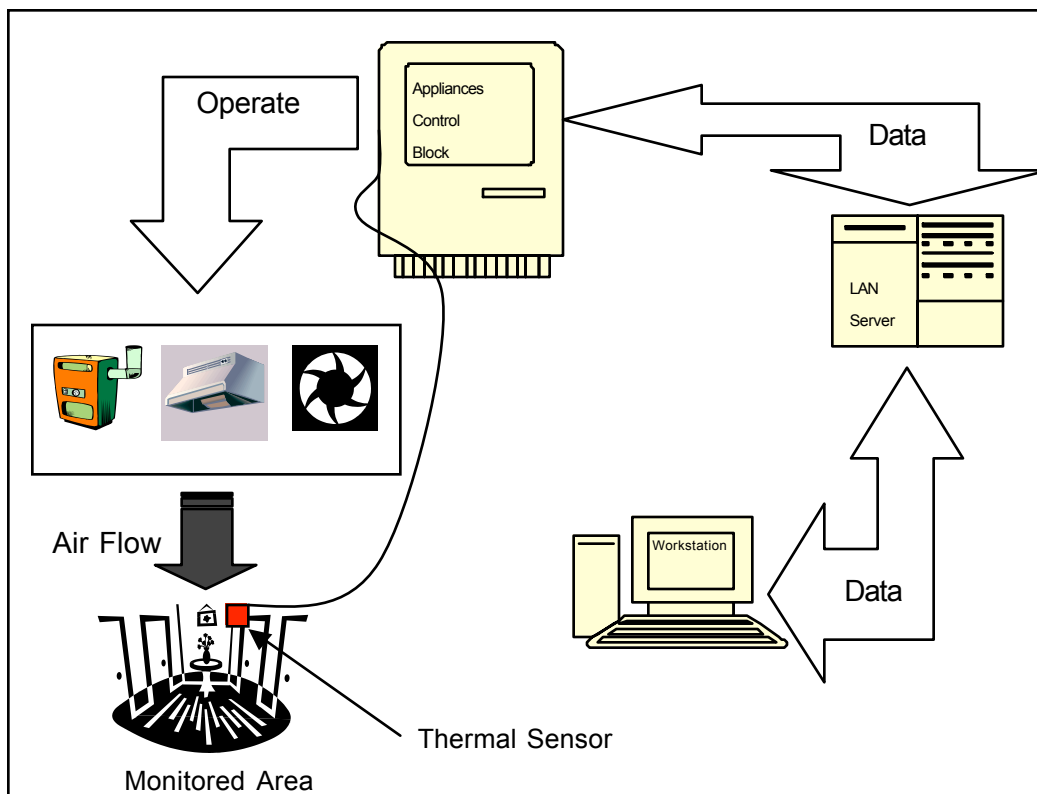 Operate
Appliances
Control
Block
Data
LAN
Server
Air Flow
Workstation
Data
Thermal Sensor
Monitored Area